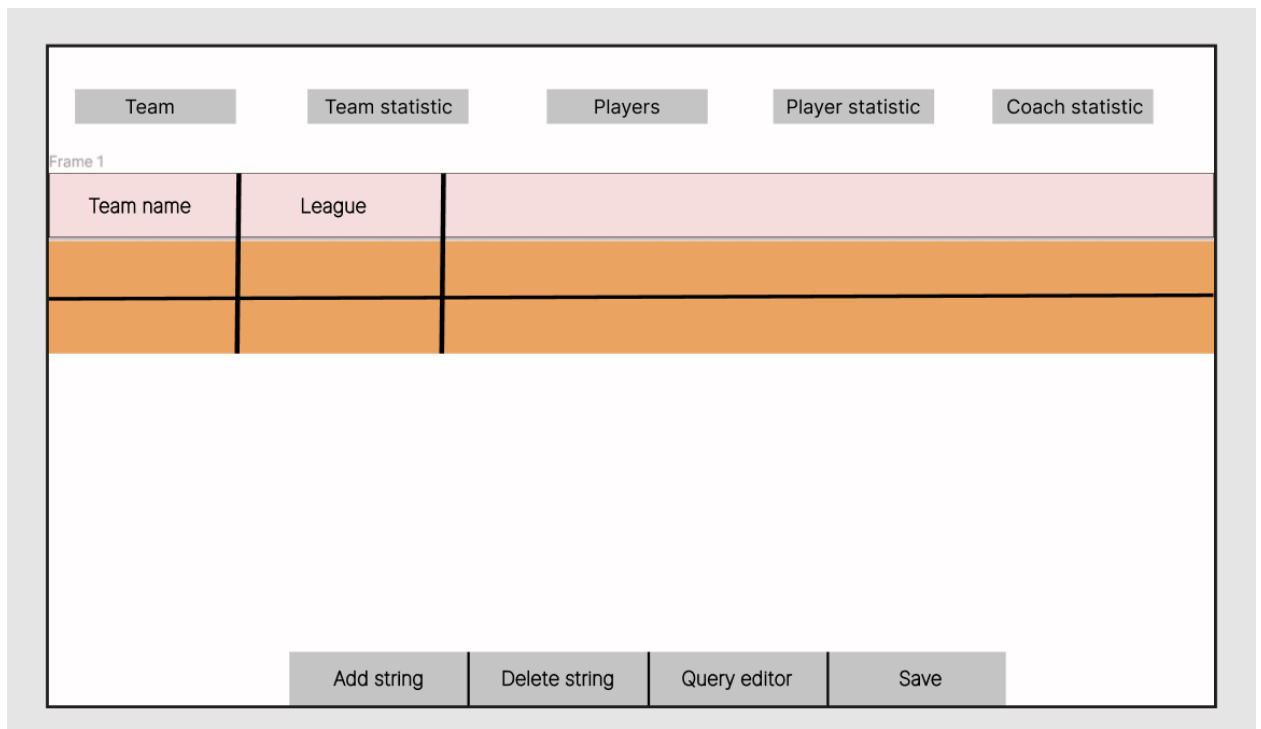 Team
Team statistic
Players
Player statistic
Coach statistic
Frame 1
Team name
League
Add string
Delete string
Query editor
Save